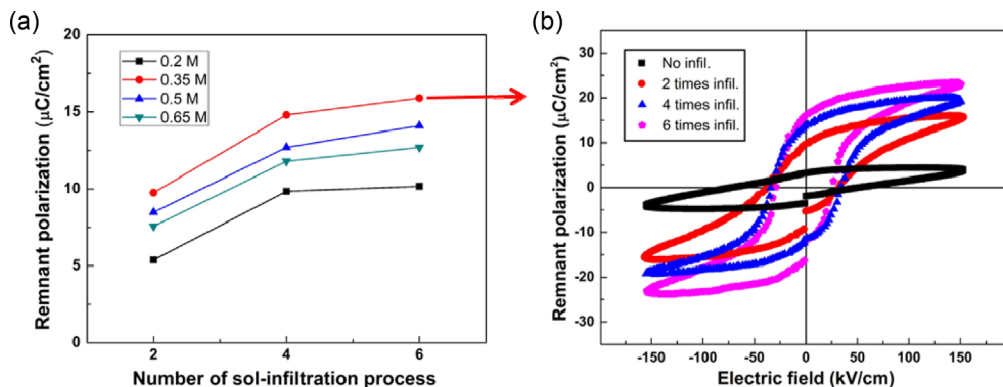 (a)
Remnant polarization (μC/cm²)
20
15
10
5
0
0.2 M
0.35 M
0.5 M
0.65 M
2
4
6
Number of sol-infiltration process
(b)
Remnant polarization (μC/cm²)
30
20
10
0
-10
-20
-30
No infil.
2 times infil.
4 times infil.
6 times infil.
-150 -100 -50 0 50 100 150
Electric field (kV/cm)